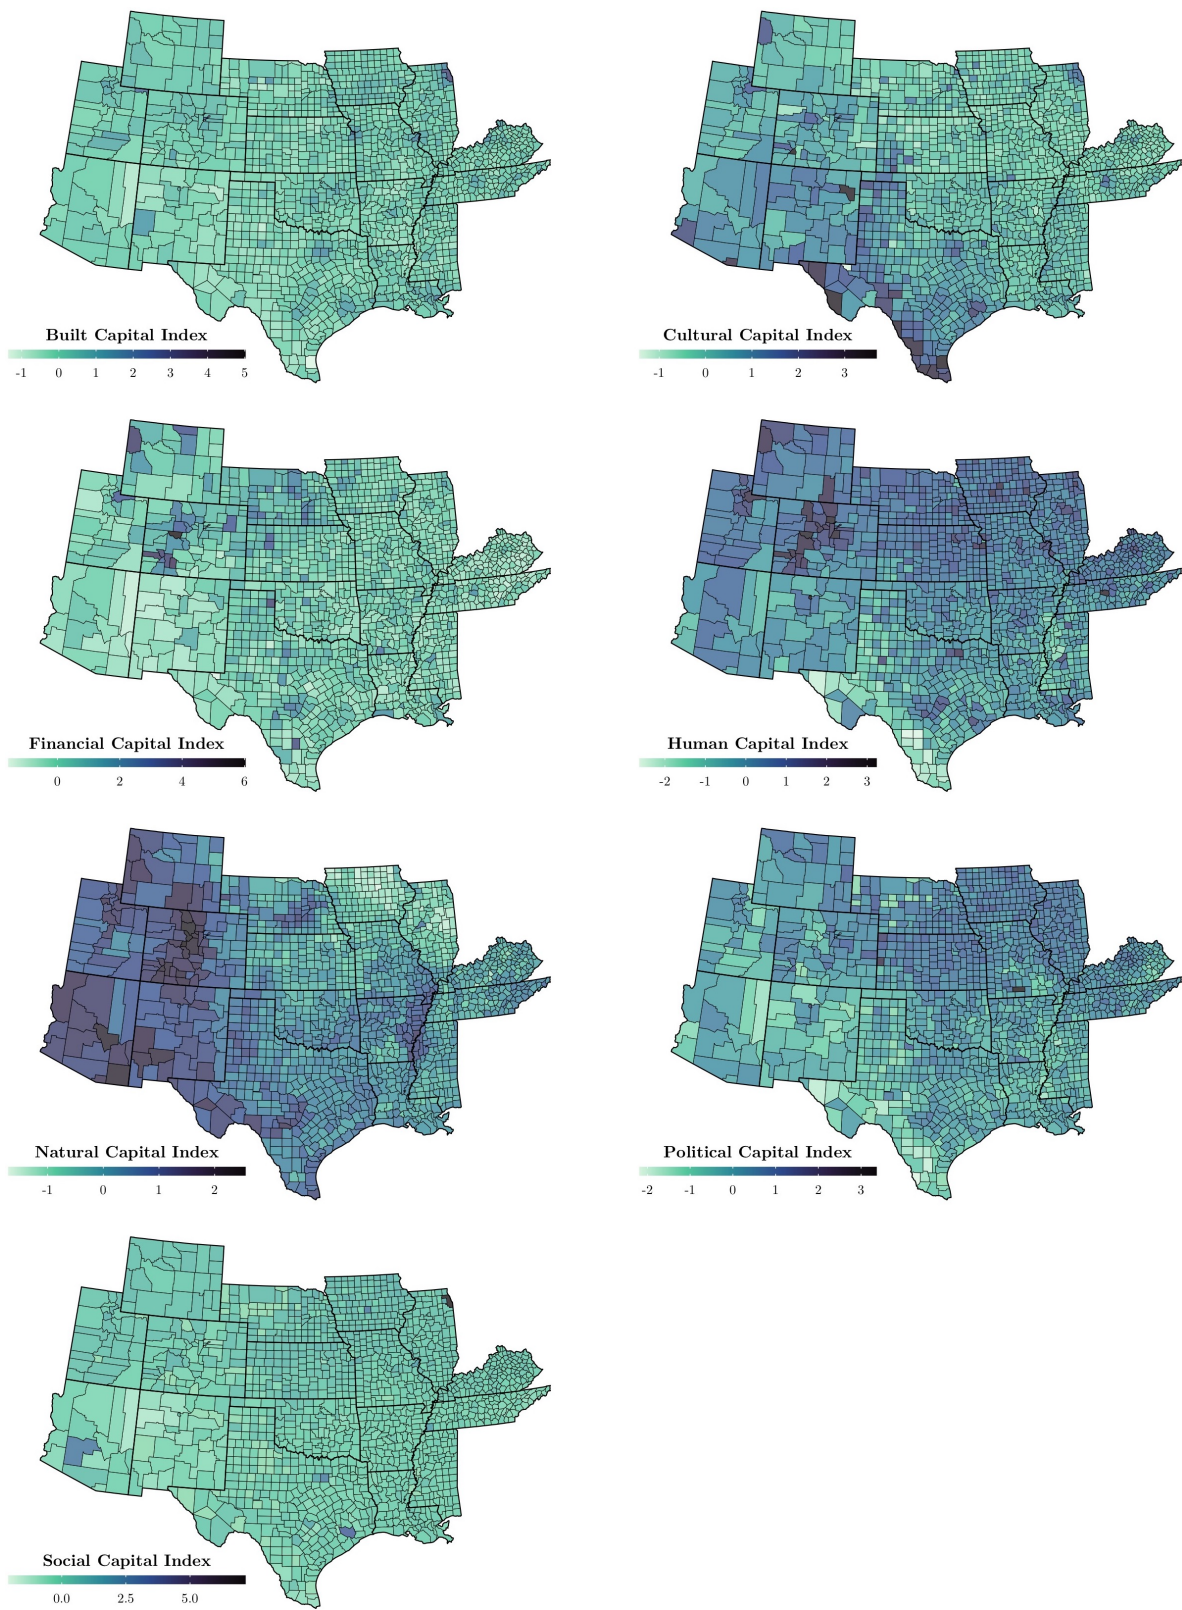 Built Capital Index
-1 0 1 2 3 4 5
Cultural Capital Index
-1 0 1 2 3
Financial Capital Index
0 2 4 6
Human Capital Index
-2 -1 0 1 2 3
Natural Capital Index
-1 0 1 2
Political Capital Index
-2 -1 0 1 2 3
Social Capital Index
0.0 2.5 5.0